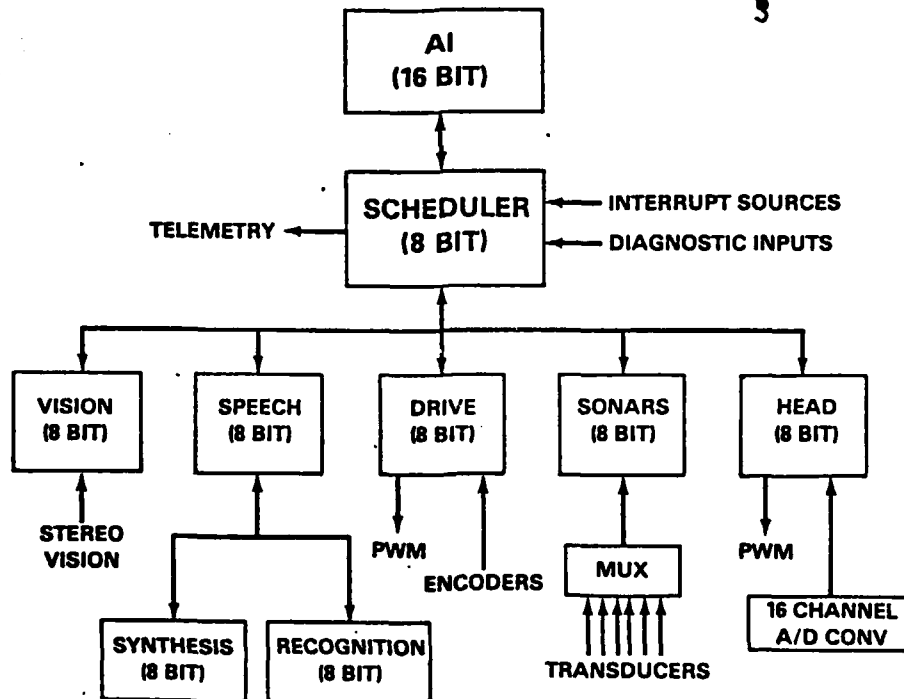 3
AI
(16 BIT)
SCHEDULER
(8 BIT)
TELEMETRY
INTERRUPT SOURCES
DIAGNOSTIC INPUTS
VISION
(8 BIT)
SPEECH
(8 BIT)
DRIVE
(8 BIT)
SONARS
(8 BIT)
HEAD
(8 BIT)
STEREO
VISION
PWM
ENCODERS
MUX
PWM
SYNTHESIS
(8 BIT)
RECOGNITION
(8 BIT)
TRANSDUCERS
16 CHANNEL
A/D CONV